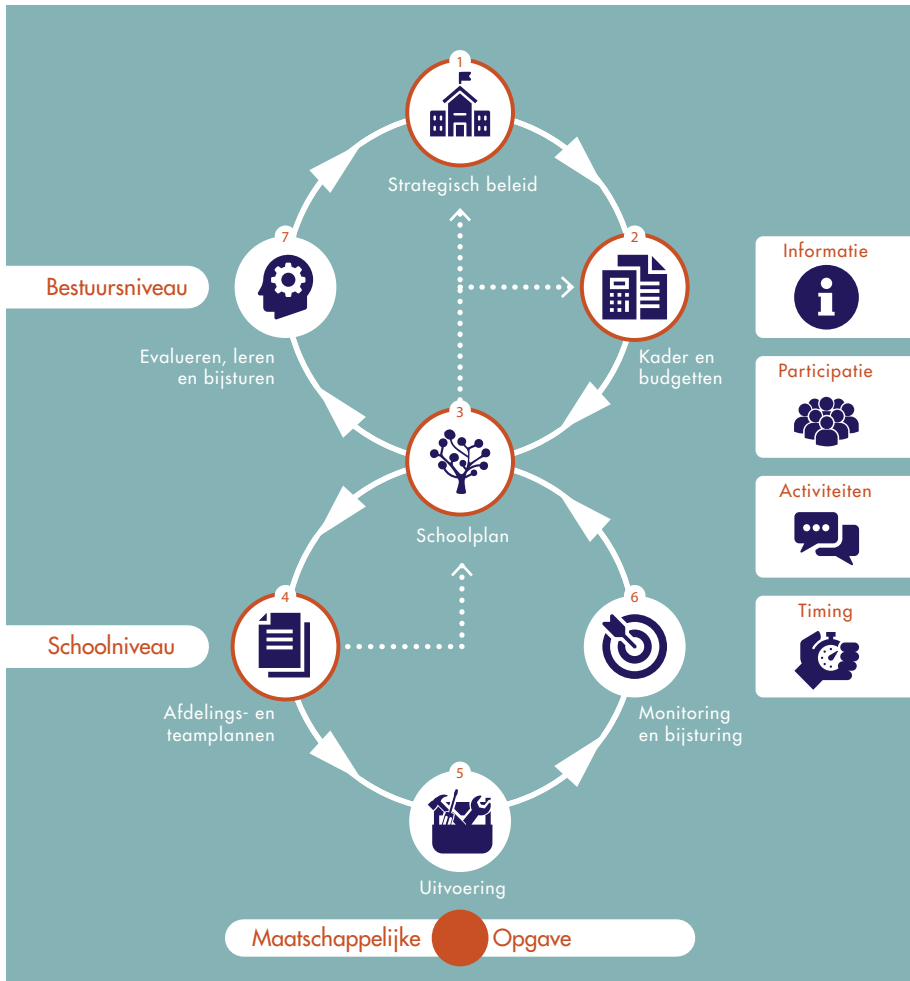 1
Strategisch beleid
7
2
Informatie
Bestuursniveau
Evalueren, leren
en bijsturen
Kader en
budgetten
Participatie
3
Schoolplan
Activiteiten
4
6
Timing
Schoolniveau
Afdelings- en
teamplannen
Monitoring
en bijsturing
5
Uitvoering
Maatschappelijke Opgave